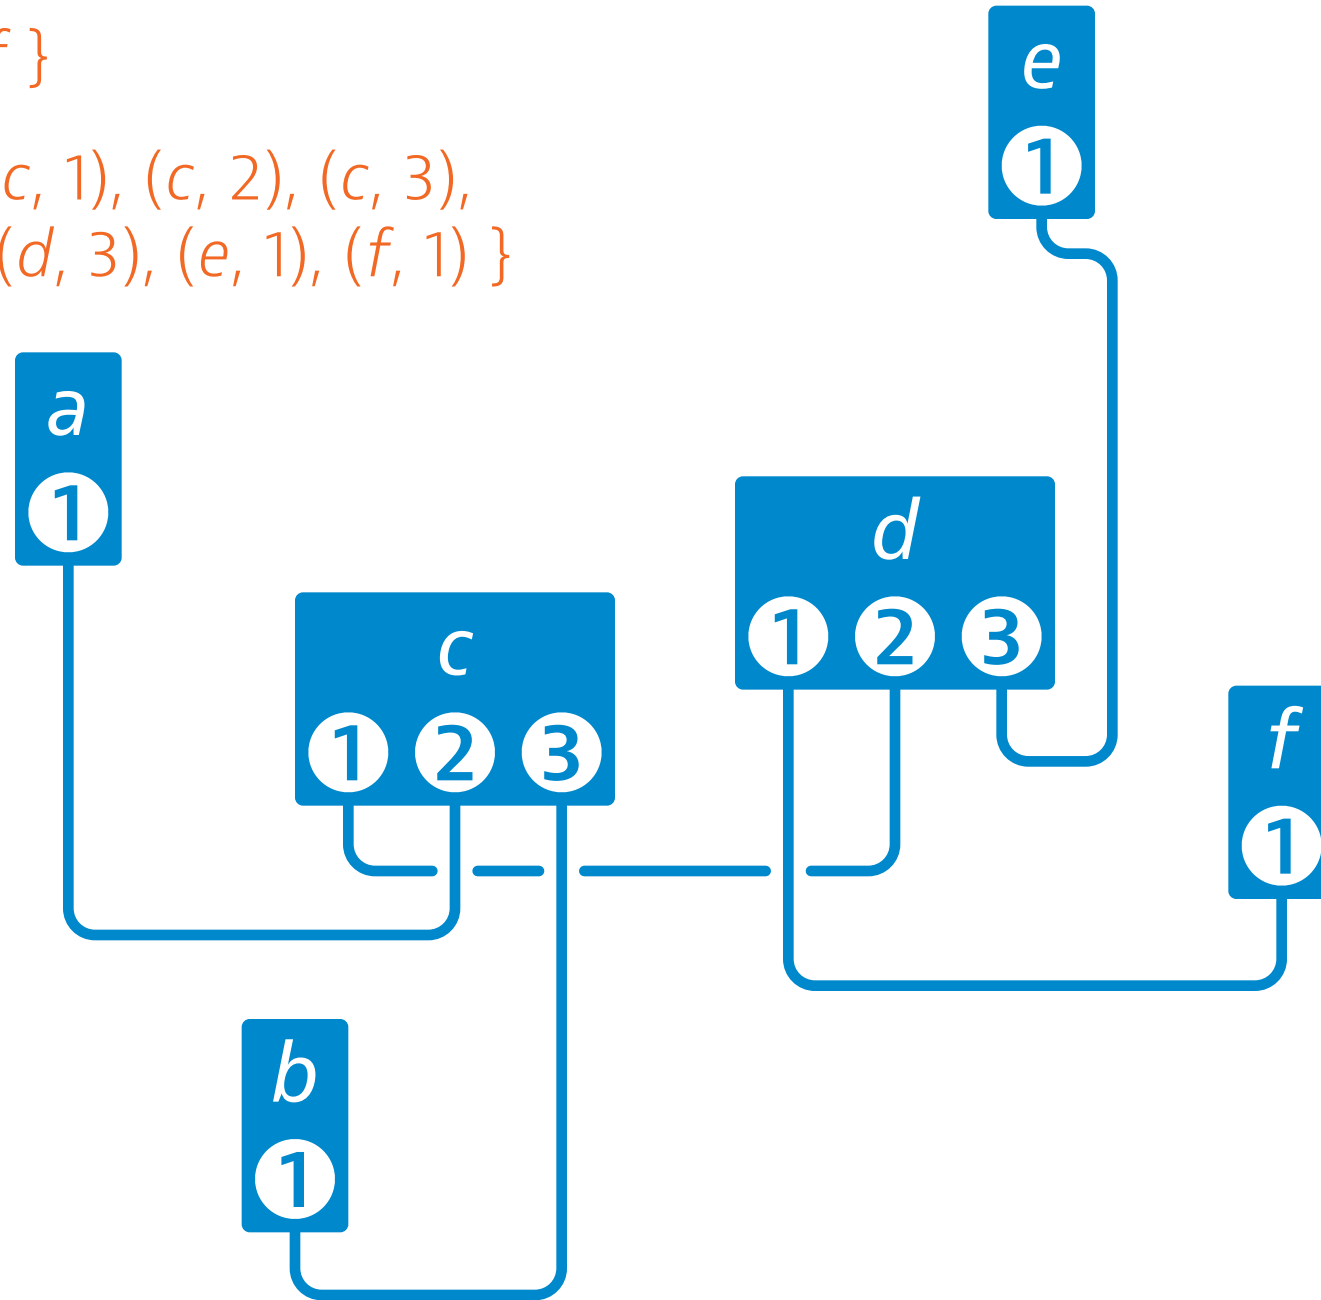 f }
c, 1), (c, 2), (c, 3),
(d, 3), (e, 1), (f, 1) }
e
1
a
1
d
1 2 3
c
1 2 3
f
1
b
1